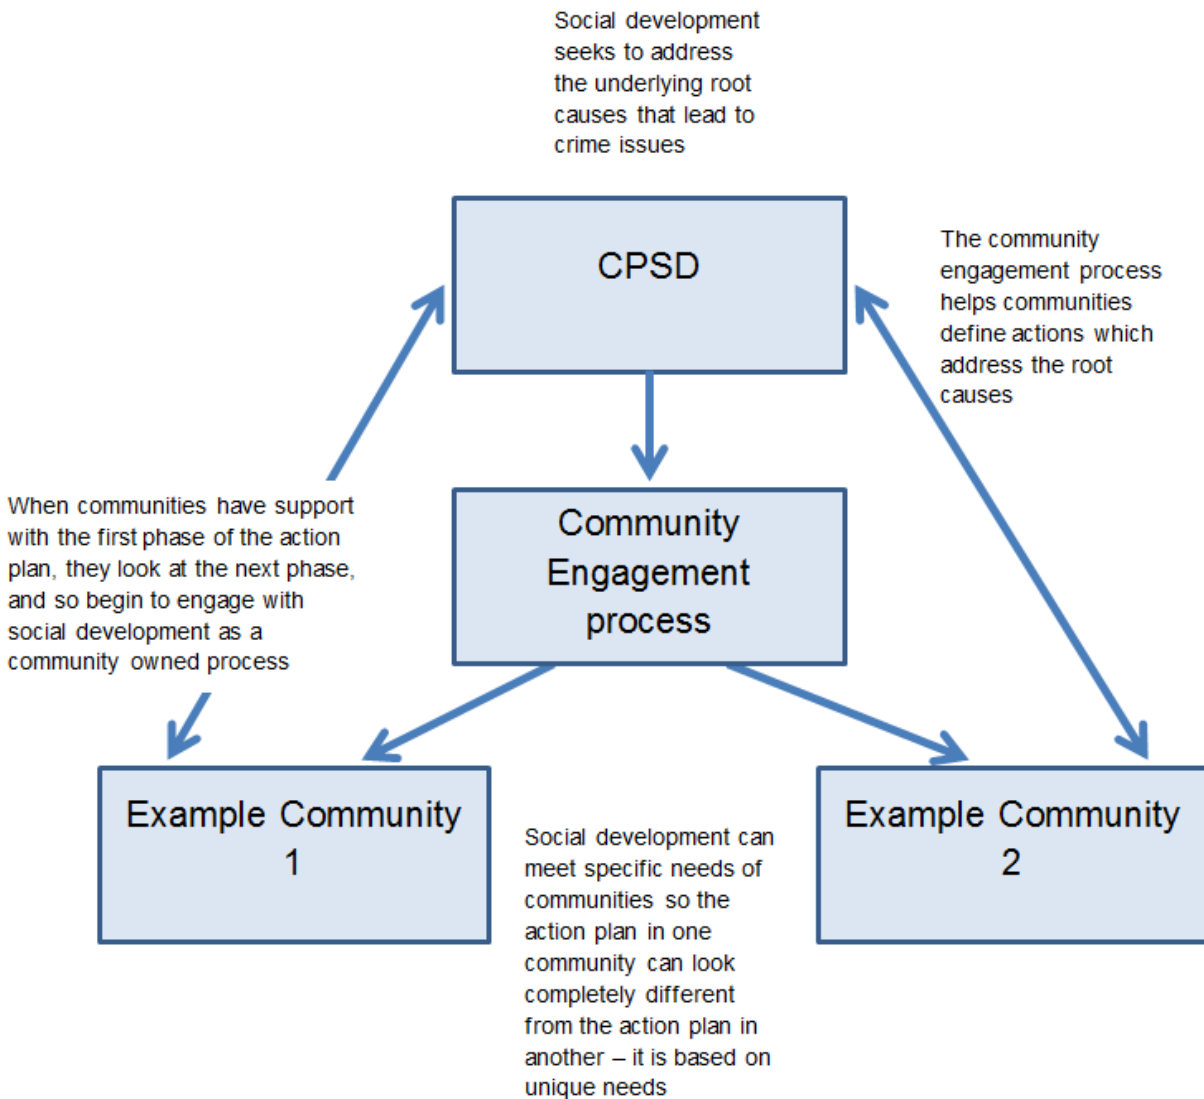 Social development
seeks to address
the underlying root
causes that lead to
crime issues
CPSD
The community
engagement process
helps communities
define actions which
address the root
causes
When communities have support
with the first phase of the action
plan, they look at the next phase,
and so begin to engage with
social development as a
community owned process
Community
Engagement
process
Example Community
1
Social development can
meet specific needs of
communities so the
action plan in one
community can look
completely different
from the action plan in
another – it is based on
unique needs
Example Community
2